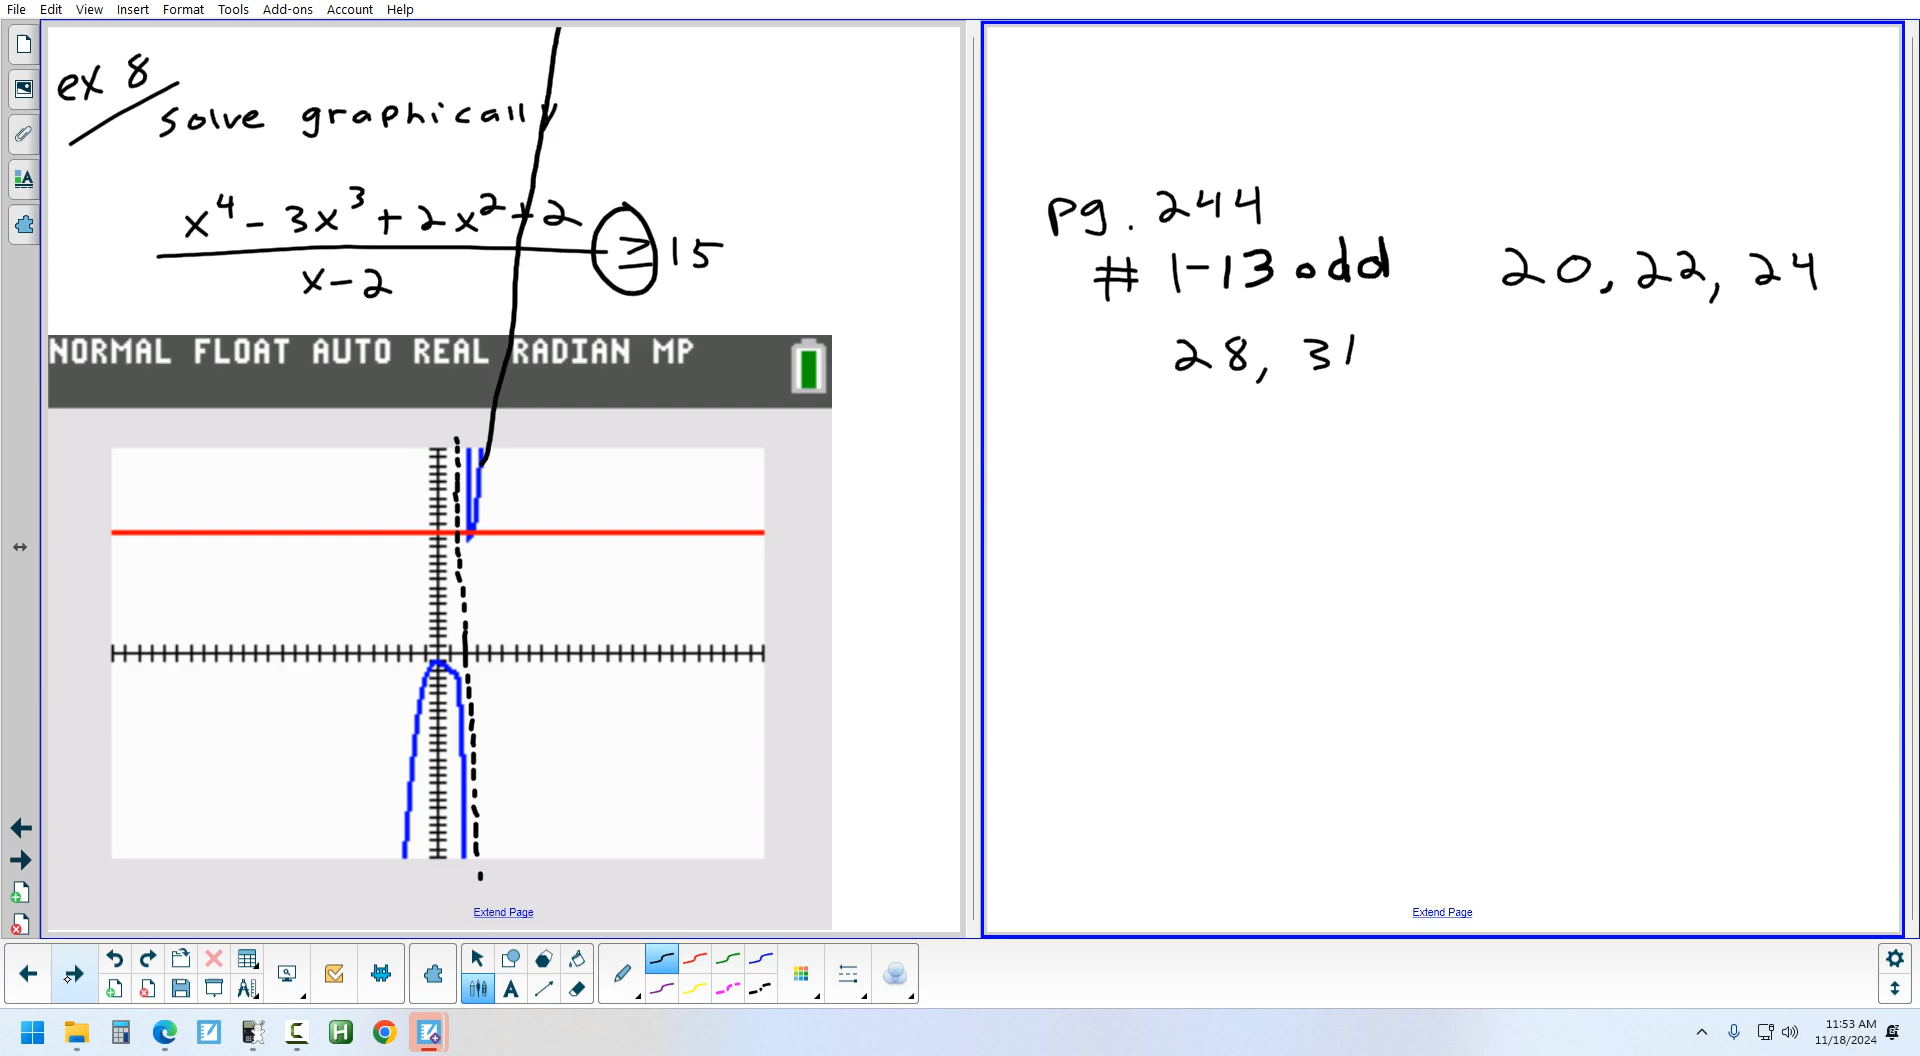 File Edit View Insert Format Tools Add-ons Account Help
ex 8
solve graphically
x⁴ - 3x³ + 2x² + 2
x - 2
≥ 15
NORMAL FLOAT AUTO REAL RADIAN MP
Extend Page
pg. 244
# 1-13 odd 20, 22, 24
28, 31
Extend Page
A
11:53 AM
11/18/2024